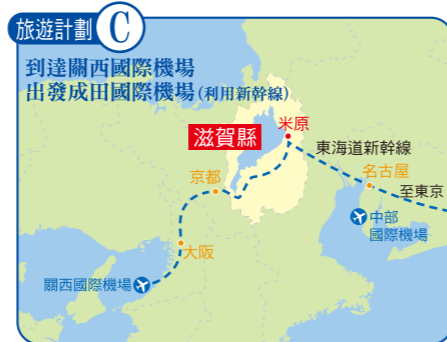 旅遊計劃 C
到達關西國際機場
出發成田國際機場(利用新幹線)
滋賀縣
米原
東海道新幹線
京都
名古屋
至東京
中部
國際機場
大阪
關西國際機場